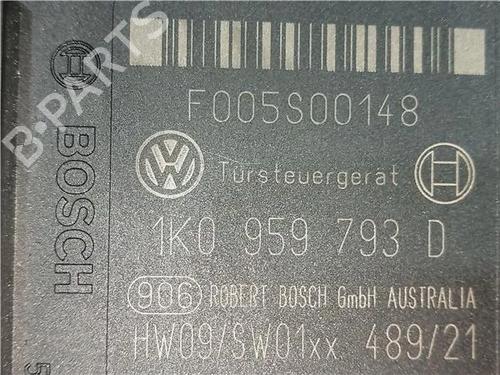 F005S00148
Türsteuergerät
1K0 959 793 D
906 ROBERT BOSCH GmbH AUSTRALIA
HW09/SW01xx 489/21
BOSCH
B-PARTS